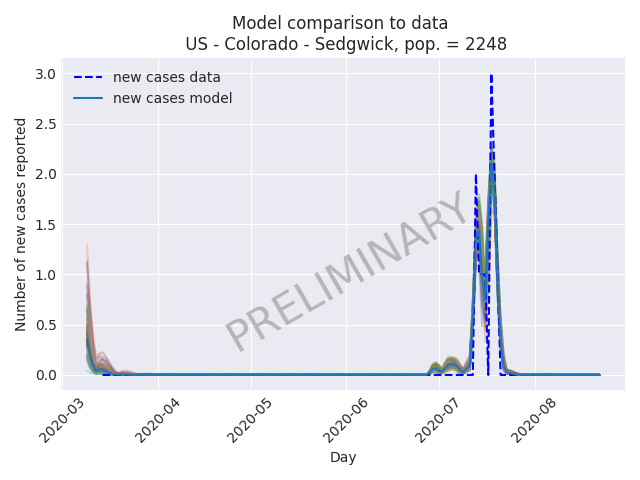 Model comparison to data
US - Colorado - Sedgwick, pop. = 2248
new cases data
new cases model
PRELIMINARY
Number of new cases reported
3.0
2.5
2.0
1.5
1.0
0.5
0.0
2020-03
2020-04
2020-05
2020-06
2020-07
2020-08
Day